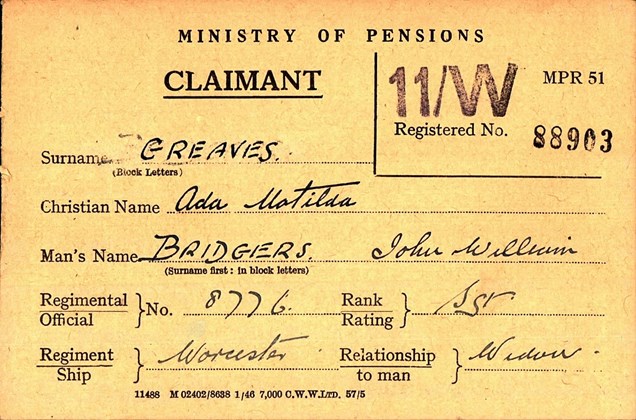 MINISTRY OF PENSIONS
CLAIMANT
11/W MPR 51
Registered No. 88903
Surname GREAVES.
(Block Letters)
Christian Name Ada Matilda
Man's Name BRIDGERS. John William
(Surname first: in block letters)
Regimental Official } No. 8776. Rank Rating } Sgt
Regiment Ship } Worcester Relationship to man } Widow.
11488 M 02402/8638 1/46 7,000 C.W.W.LTD. 57/5